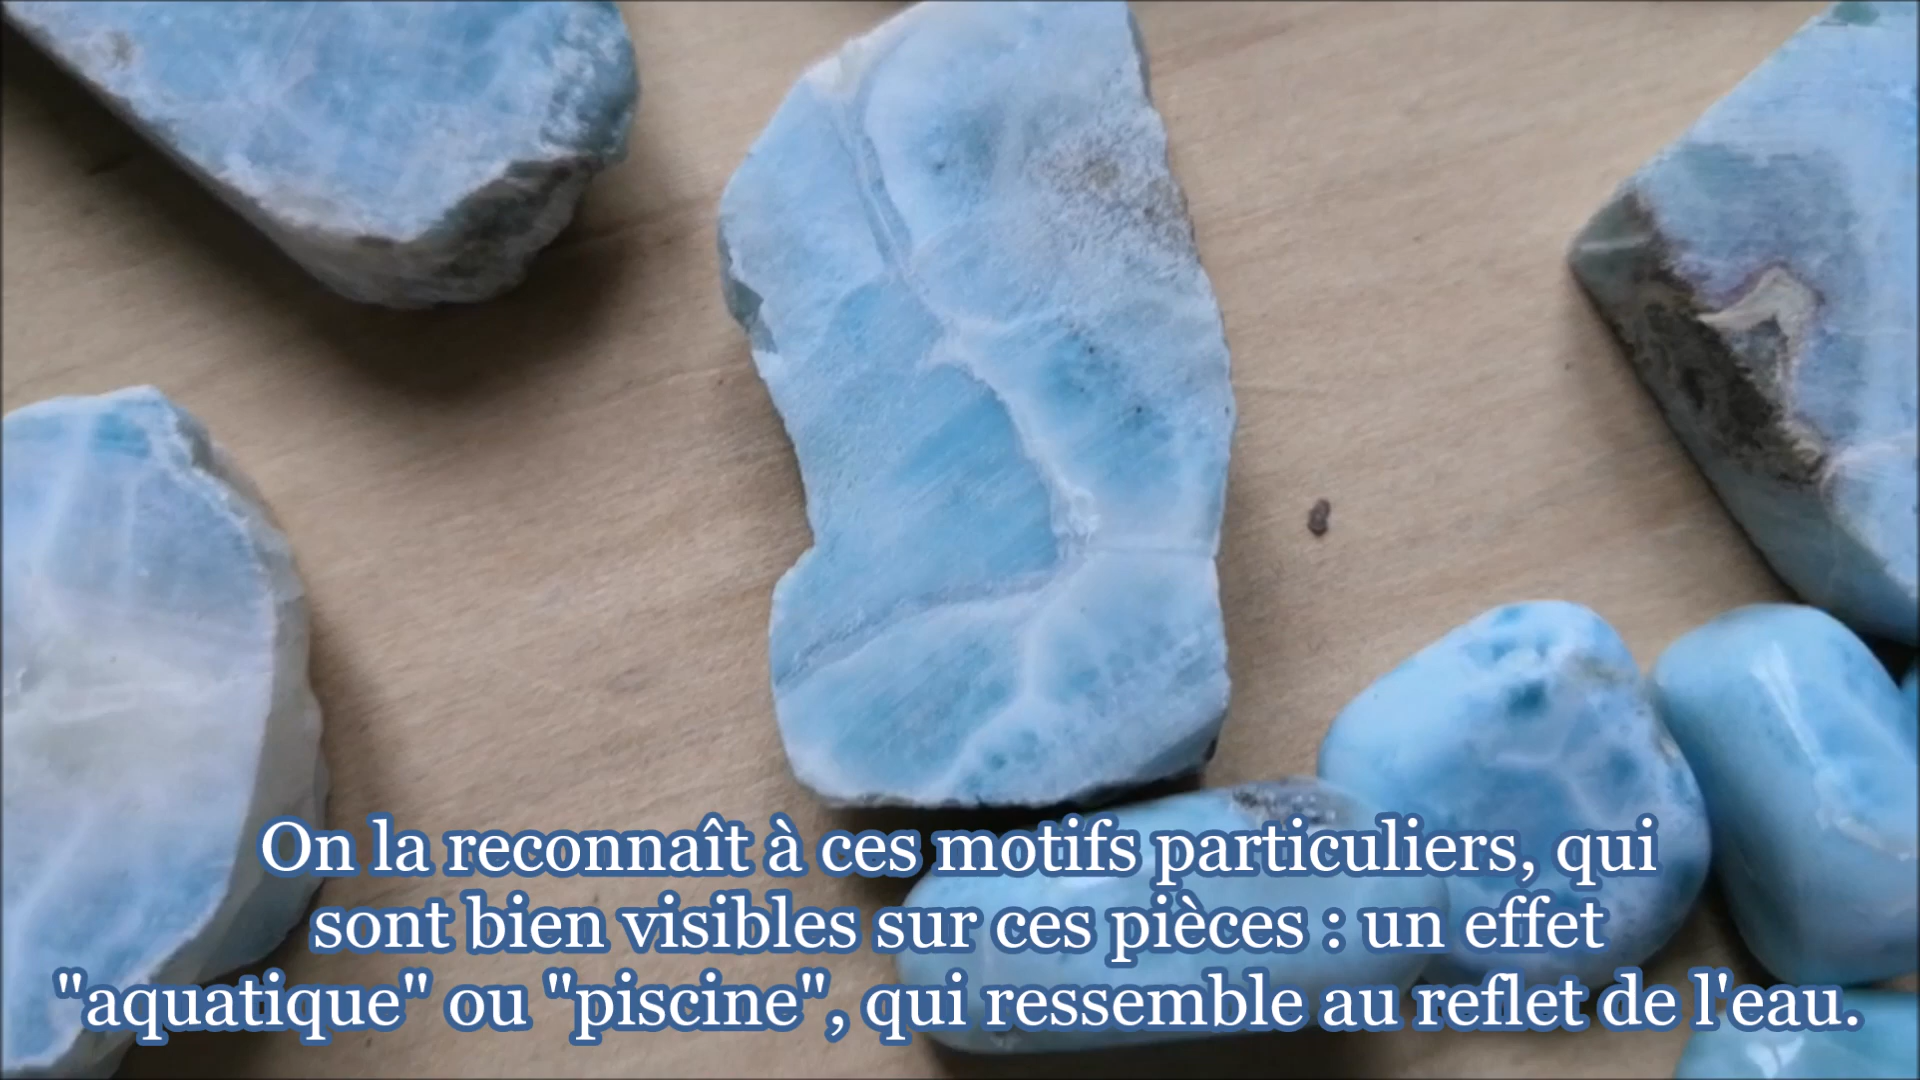 On la reconnaît à ces motifs particuliers, qui
sont bien visibles sur ces pièces : un effet
"aquatique" ou "piscine", qui ressemble au reflet de l'eau.